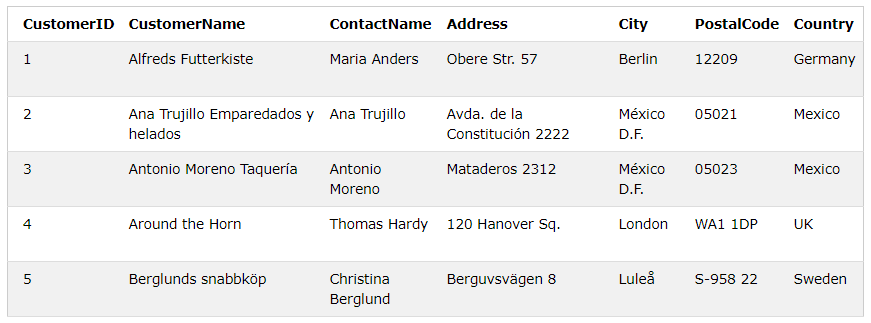 CustomerID CustomerName ContactName Address City PostalCode Country
1 Alfreds Futterkiste Maria Anders Obere Str. 57 Berlin 12209 Germany
2 Ana Trujillo Emparedados y Ana Trujillo Avda. de la México 05021 Mexico
helados Constitución 2222 D.F.
3 Antonio Moreno Taquería Antonio Mataderos 2312 México 05023 Mexico
Moreno D.F.
4 Around the Horn Thomas Hardy 120 Hanover Sq. London WA1 1DP UK
5 Berglunds snabbköp Christina Berguvsvägen 8 Luleå S-958 22 Sweden
Berglund